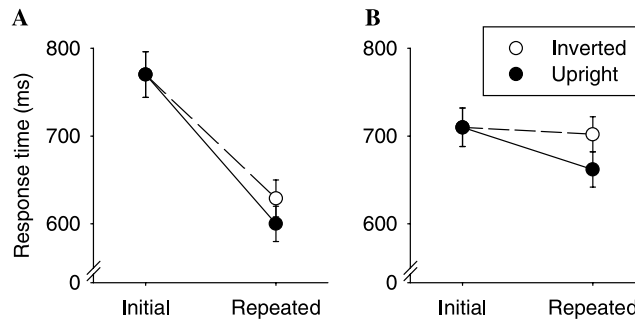 A
B
Inverted
Upright
Response time (ms)
800
700
600
0
Initial
Repeated
800
700
600
0
Initial
Repeated